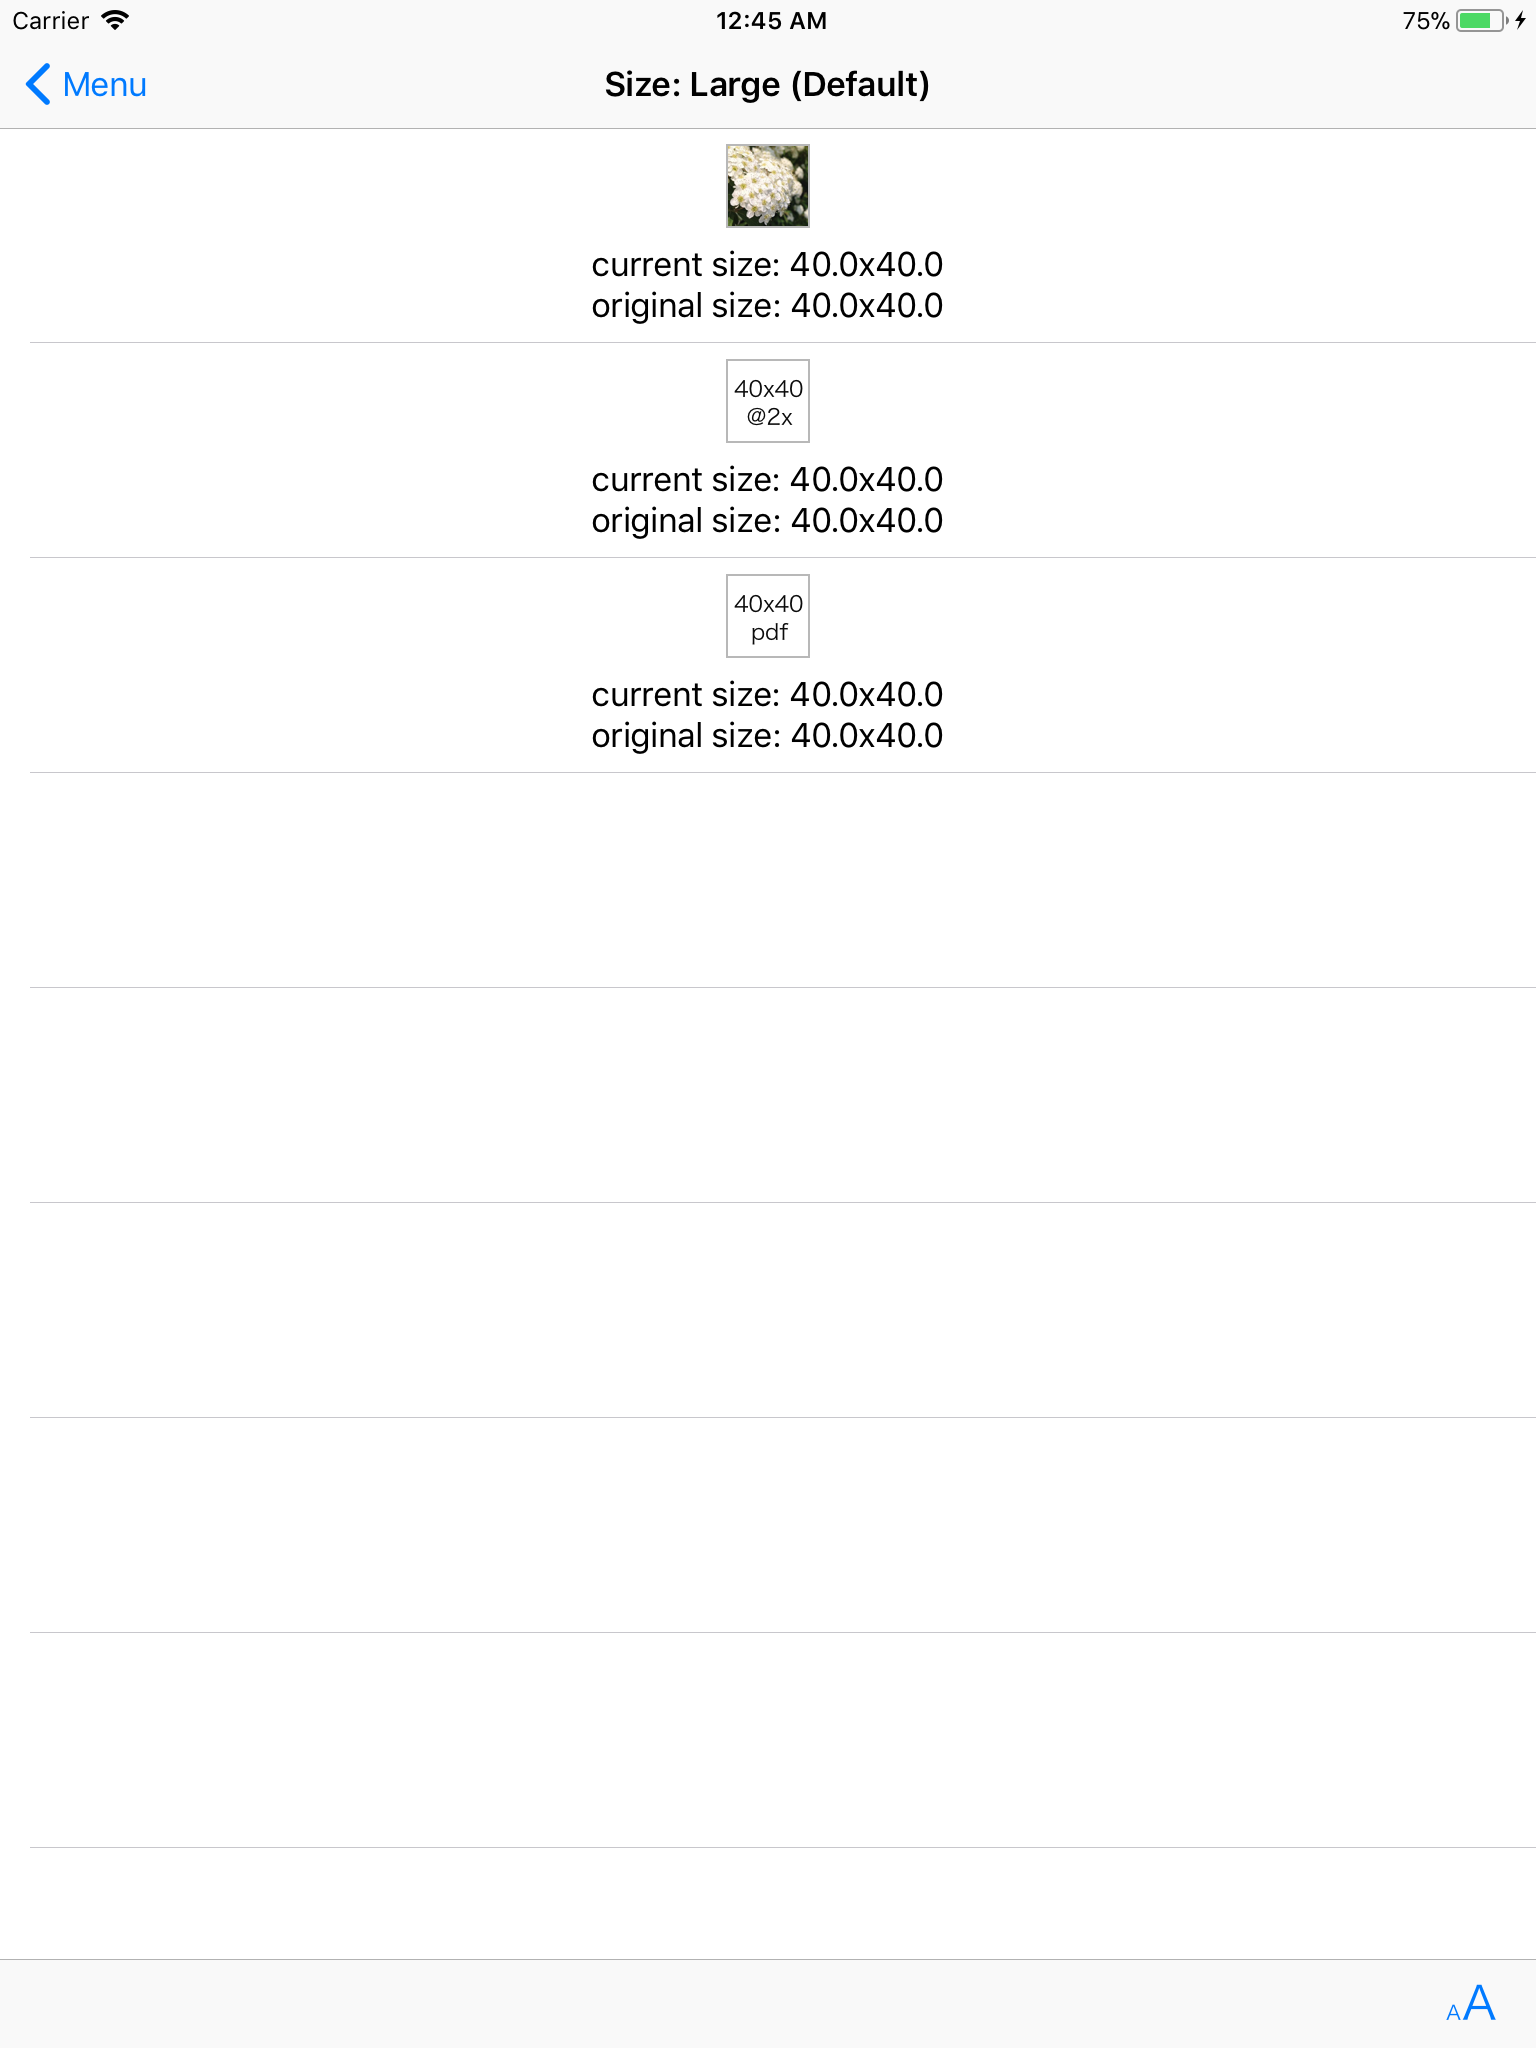 Carrier
12:45 AM
75%
Menu
Size: Large (Default)
current size: 40.0x40.0
original size: 40.0x40.0
40x40
@2x
current size: 40.0x40.0
original size: 40.0x40.0
40x40
pdf
current size: 40.0x40.0
original size: 40.0x40.0
AA